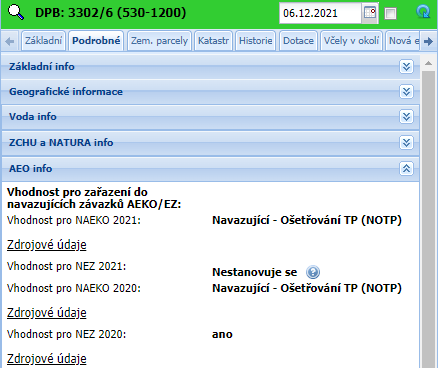 DPB: 3302/6 (530-1200) 06.12.2021
Základní Podrobné Zem. parcely Katastr Historie Dotace Včely v okolí Nová e
Základní info
Geografické informace
Voda info
ZCHU a NATURA info
AEO info
Vhodnost pro zařazení do
navazujících závazků AEKO/EZ:
Vhodnost pro NAEKO 2021: Navazující - Ošetřování TP (NOTP)
Zdrojové údaje
Vhodnost pro NEZ 2021: Nestanovuje se
Vhodnost pro NAEKO 2020: Navazující - Ošetřování TP (NOTP)
Zdrojové údaje
Vhodnost pro NEZ 2020: ano
Zdrojové údaje